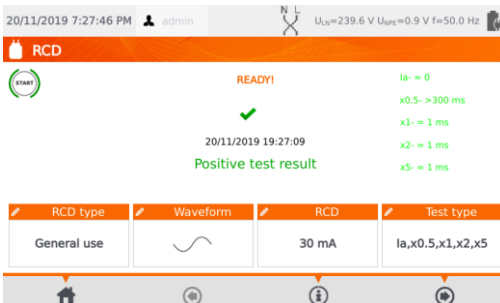 20/11/2019 7:27:46 PM admin N L ULN=239.6 V UNPE=0.9 V f=50.0 Hz
RCD
START
READY!
20/11/2019 19:27:09
Positive test result
Ia- = 0
x0.5- >300 ms
x1- = 1 ms
x2- = 1 ms
x5- = 1 ms
RCD type Waveform RCD Test type
General use 30 mA Ia,x0.5,x1,x2,x5